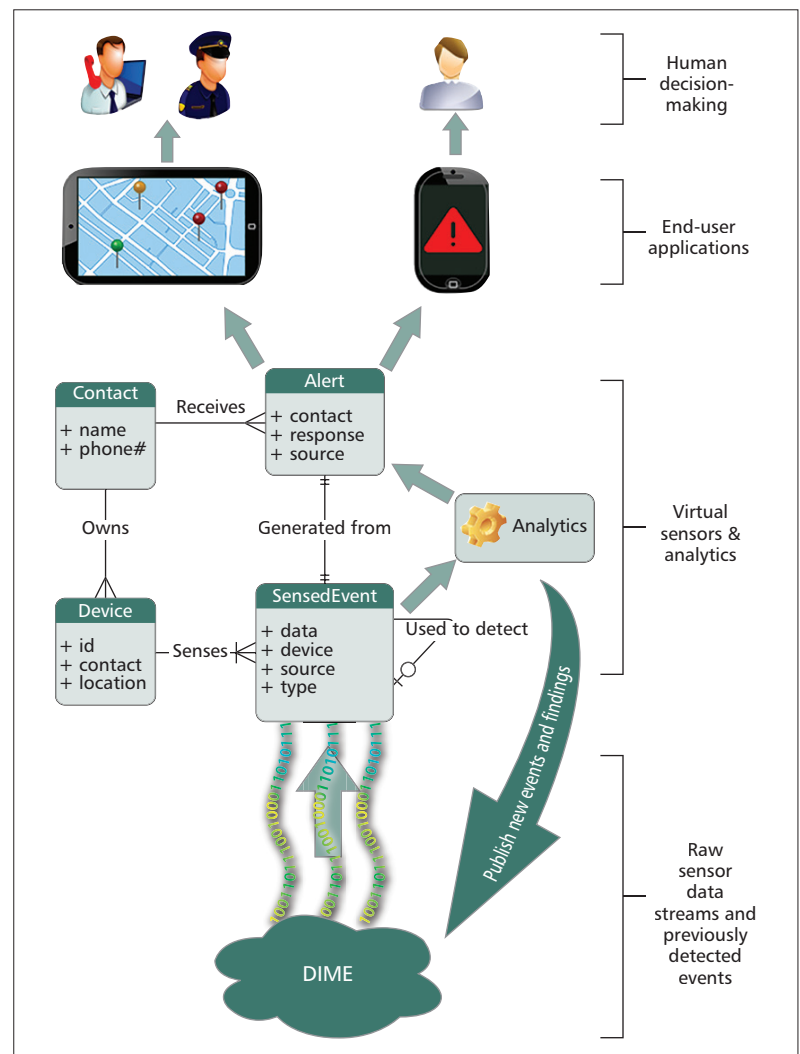 Human
decision-
making
End-user
applications
Contact
+ name
+ phone#
Receives
Alert
+ contact
+ response
+ source
Owns
Generated from
Analytics
Virtual
sensors &
analytics
Device
+ id
+ contact
+ location
Senses
SensedEvent
+ data
+ device
+ source
+ type
Used to detect
Publish new events and findings
Raw
sensor
data
streams and
previously
detected
events
DIME